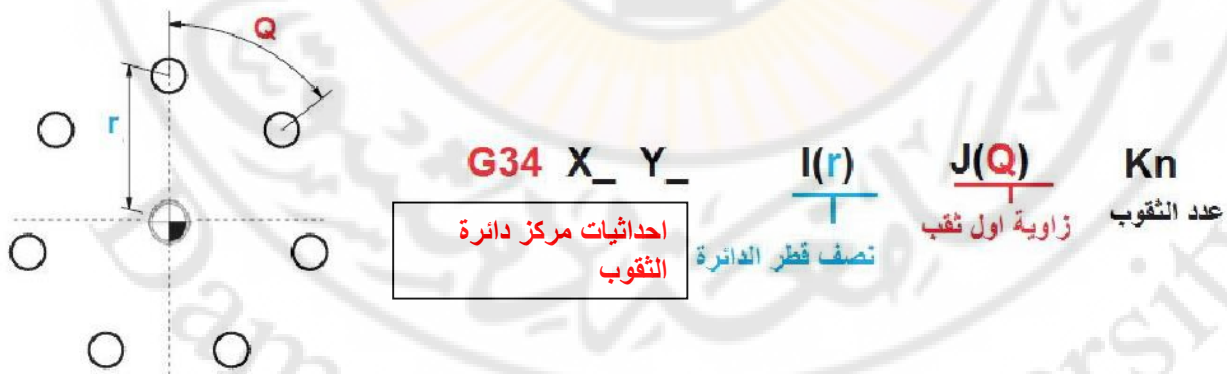 Q
r
G34 X_ Y_ I(r) J(Q) Kn
احداثيات مركز دائرة
الثقوب
نصف قطر الدائرة
زاوية اول ثقب
عدد الثقوب